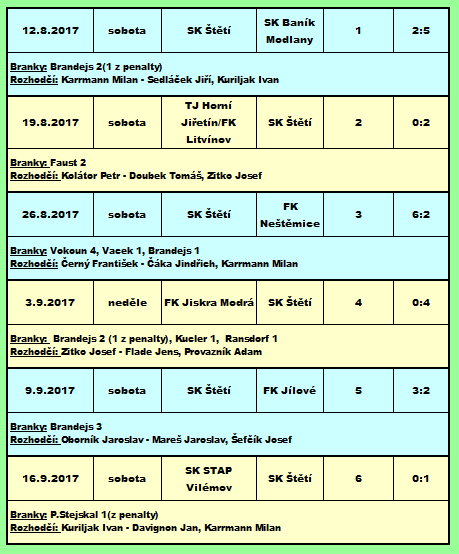 12.8.2017 sobota SK Štětí SK Baník Modlany 1 2:5
Branky: Brandejs 2(1 z penalty)
Rozhodčí: Karrmann Milan - Sedláček Jiří, Kuriljak Ivan
19.8.2017 sobota TJ Horní Jiřetín/FK Litvínov SK Štětí 2 0:2
Branky: Faust 2
Rozhodčí: Kolátor Petr - Doubek Tomáš, Zítko Josef
26.8.2017 sobota SK Štětí FK Neštěmice 3 6:2
Branky: Vokoun 4, Vacek 1, Brandejs 1
Rozhodčí: Černý František - Čáka Jindřich, Karrmann Milan
3.9.2017 neděle FK Jiskra Modrá SK Štětí 4 0:4
Branky: Brandejs 2 (1 z penalty), Kucler 1, Ransdorf 1
Rozhodčí: Zítko Josef - Flade Jens, Provazník Adam
9.9.2017 sobota SK Štětí FK Jílové 5 3:2
Branky: Brandejs 3
Rozhodčí: Oborník Jaroslav - Mareš Jaroslav, Šefčík Josef
16.9.2017 sobota SK STAP Vilémov SK Štětí 6 0:1
Branky: P.Stejskal 1(z penalty)
Rozhodčí: Kuriljak Ivan - Davignon Jan, Karrmann Milan